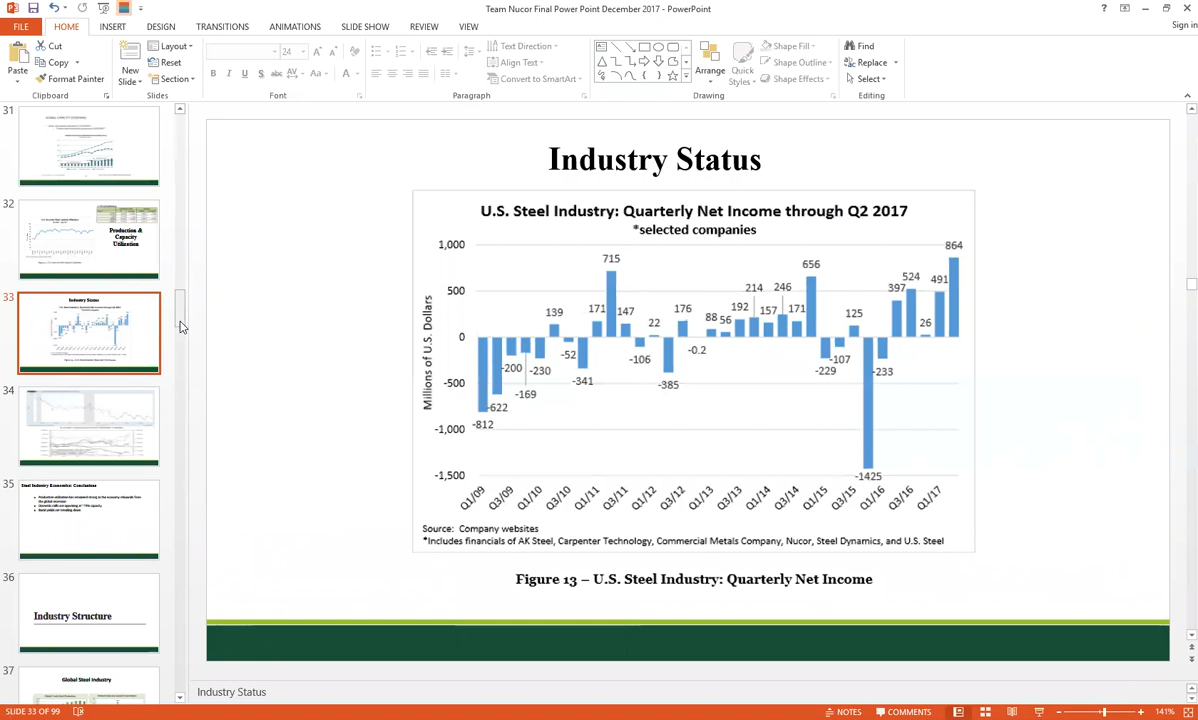 Team Nucor Final Power Point December 2017 - PowerPoint
Sign in
FILE HOME INSERT DESIGN TRANSITIONS ANIMATIONS SLIDE SHOW REVIEW VIEW
Paste
Cut
Copy
Format Painter
Clipboard
New
Slide
Layout
Reset
Section
Slides
24
Font
Text Direction
Align Text
Convert to SmartArt
Paragraph
Arrange
Quick
Styles
Shape Fill
Shape Outline
Shape Effects
Drawing
Find
Replace
Select
Editing
31
32
Production &
Capacity
Utilization
33
Industry Status
34
35
Steel Industry Economics: Conclusions
36
Industry Structure
37
Global Steel Industry
Industry Status
U.S. Steel Industry: Quarterly Net Income through Q2 2017
*selected companies
Millions of U.S. Dollars
1,000
500
0
-500
-1,000
-1,500
-812
-622
-200
-169
-230
139
-52
-341
171
715
147
-106
22
-385
176
-0.2
88
56
192
214
157
246
171
656
-229
-107
125
-1425
-233
397
524
26
491
864
Q1/09 Q3/09 Q1/10 Q3/10 Q1/11 Q3/11 Q1/12 Q3/12 Q1/13 Q3/13 Q1/14 Q3/14 Q1/15 Q3/15 Q1/16 Q3/16 Q1/17
Source: Company websites
*Includes financials of AK Steel, Carpenter Technology, Commercial Metals Company, Nucor, Steel Dynamics, and U.S. Steel
Figure 13 – U.S. Steel Industry: Quarterly Net Income
Industry Status
SLIDE 33 OF 99
NOTES
COMMENTS
141%